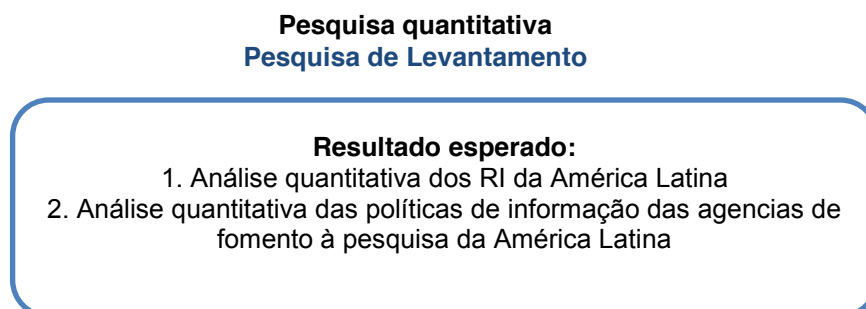 Pesquisa quantitativa
Pesquisa de Levantamento
Resultado esperado:
1. Análise quantitativa dos RI da América Latina
2. Análise quantitativa das políticas de informação das agencias de
fomento à pesquisa da América Latina